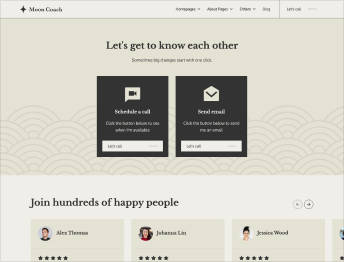 Moon Coach
Homepages About Pages Others Blog Let's call
Let's get to know each other
Sometimes big changes start with one click.
Schedule a call
Click the button below to see
when I'm available
Let's call
Send email
Click the button below to send
me an email
Let's call
Join hundreds of happy people
Alex Thomas
Johanna Lin
Jessica Wood